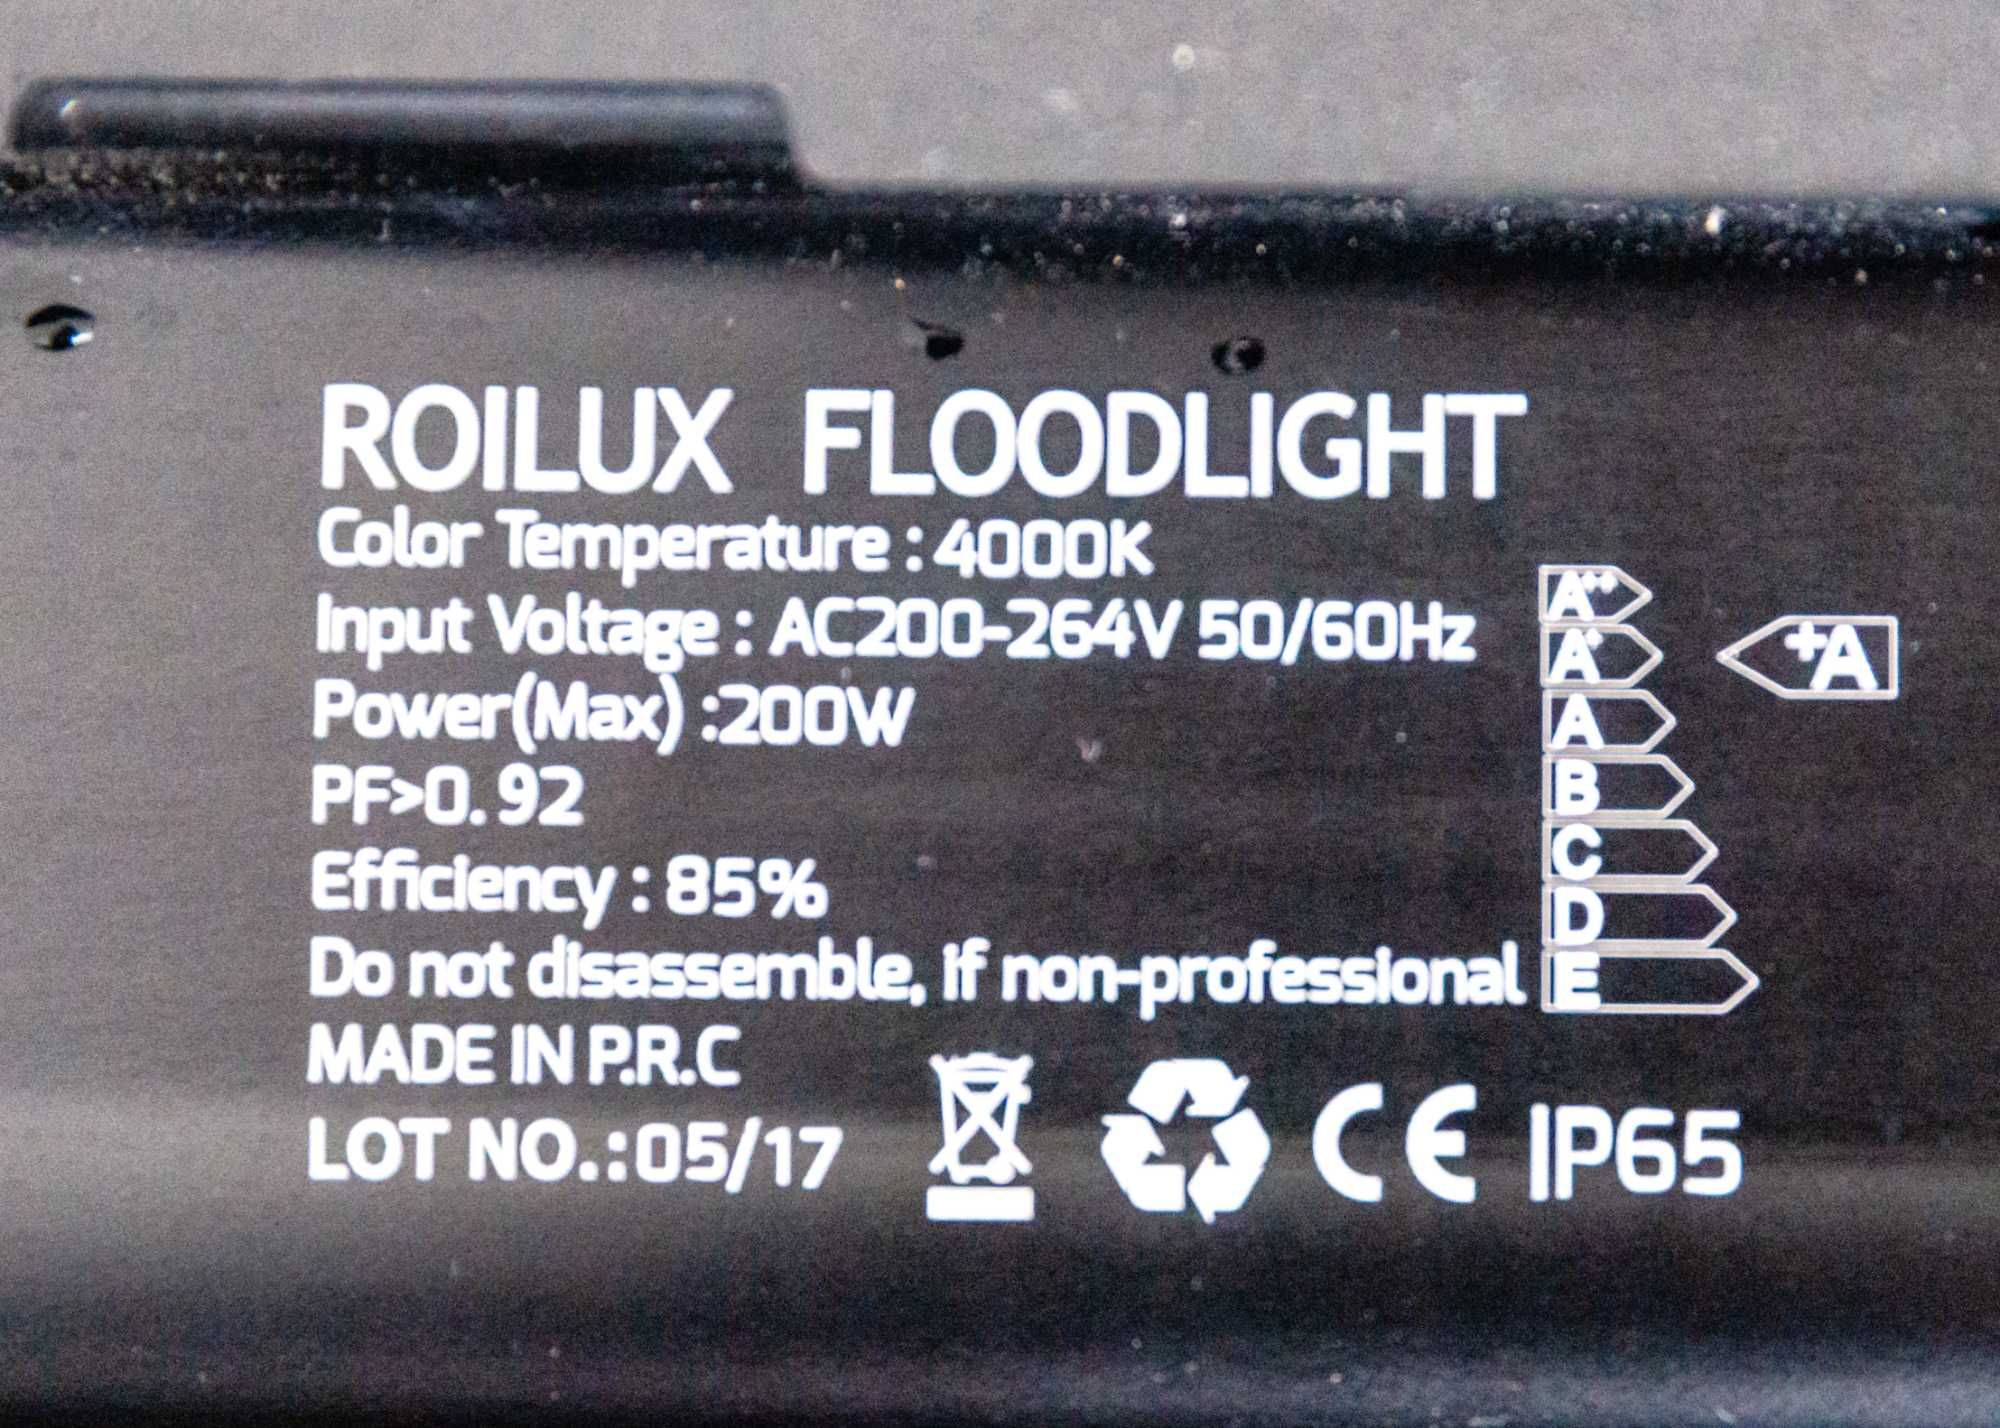 ROILUX FLOODLIGHT
Color Temperature : 4000K
Input Voltage : AC200-264V 50/60Hz
Power(Max) :200W
PF>0.92
Efficiency : 85%
Do not disassemble, if non-professional
MADE IN P.R.C
LOT NO.:05/17
A++
A+
A
B
C
D
E
+A
CE IP65